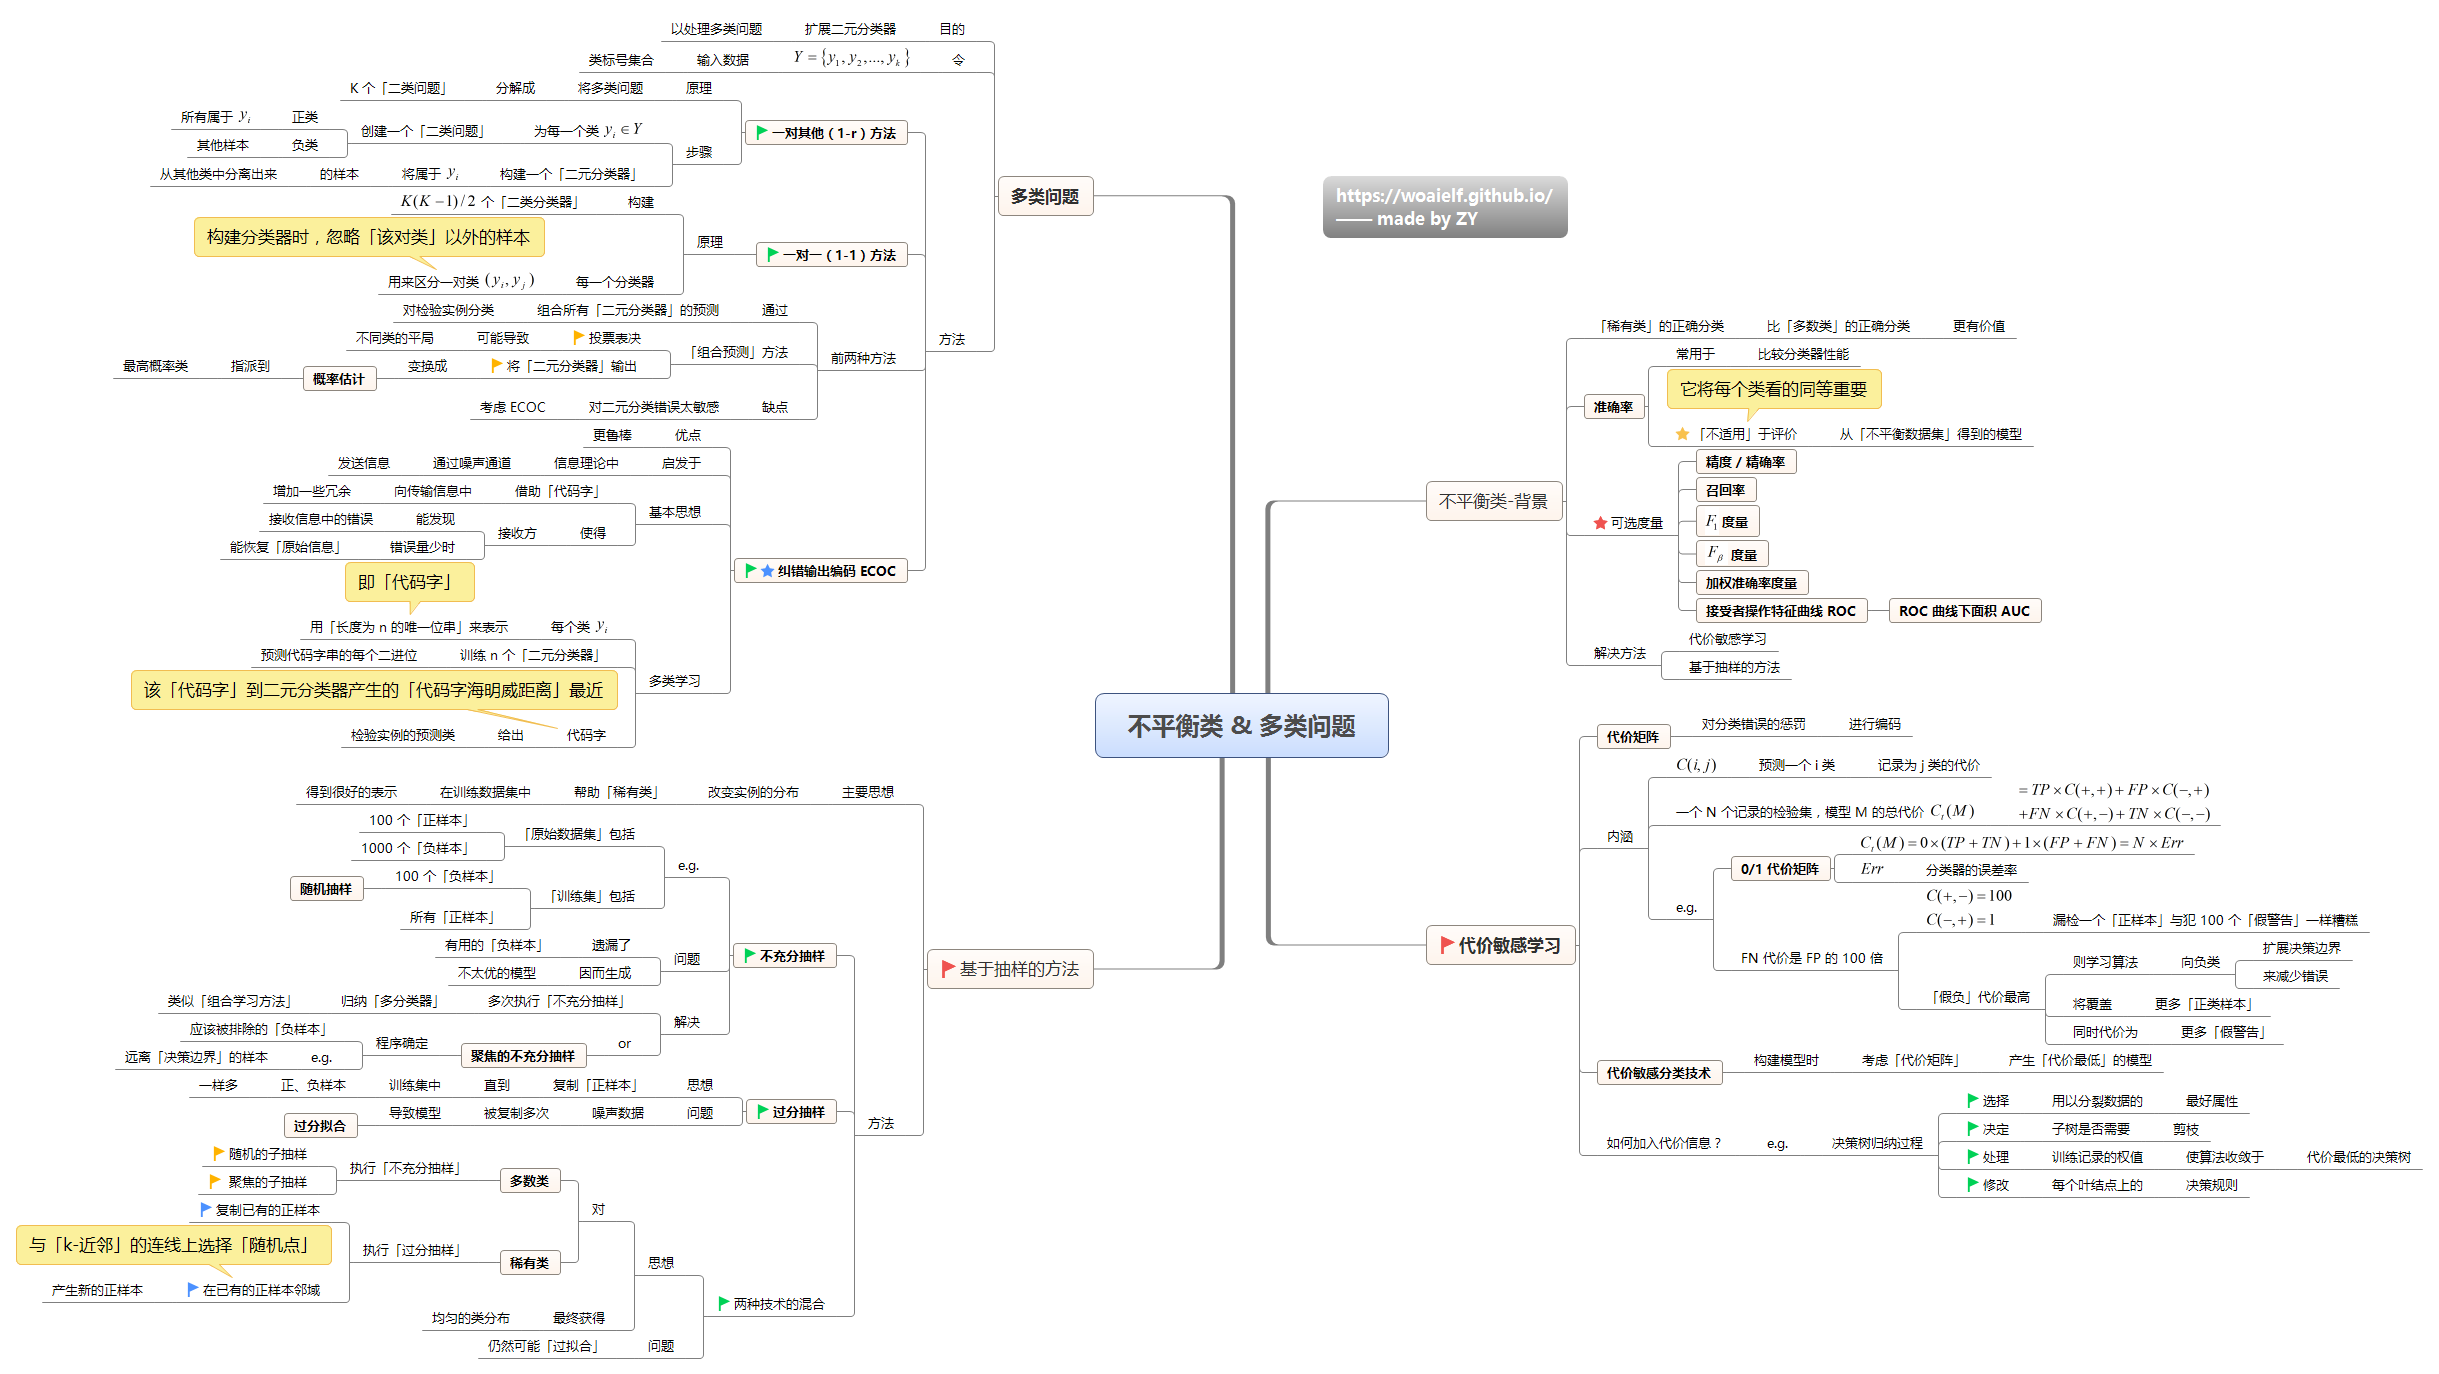 不平衡类 & 多类问题
https://woaielf.github.io/
—— made by ZY
多类问题
目的 扩展二元分类器 以处理多类问题
令 Y = {y₁, y₂, ..., yₖ} 输入数据 类标号集合
方法
一对其他（1-r）方法
原理 将多类问题 分解成 K 个「二类问题」
步骤
为每一个类 yᵢ ∈ Y 创建一个「二类问题」
正类 所有属于 yᵢ
负类 其他样本
构建一个「二元分类器」 将属于 yᵢ 的样本 从其他类中分离出来
一对一（1-1）方法
原理
构建 K(K −1)/2 个「二类分类器」
每一个分类器 用来区分一对类 (yᵢ, yⱼ)
构建分类器时，忽略「该对类」以外的样本
前两种方法
通过 组合所有「二元分类器」的预测 对检验实例分类
「组合预测」方法
投票表决 可能导致 不同类的平局
将「二元分类器」输出 变换成 概率估计 指派到 最高概率类
缺点 对二元分类错误太敏感 考虑 ECOC
纠错输出编码 ECOC
优点 更鲁棒
启发于 信息理论中 通过噪声通道 发送信息
基本思想
借助「代码字」 向传输信息中 增加一些冗余
使得 接收方
能发现 接收信息中的错误
错误量少时 能恢复「原始信息」
多类学习
每个类 yᵢ 用「长度为 n 的唯一位串」来表示
即「代码字」
训练 n 个「二元分类器」 预测代码字串的每个二进位
代码字 给出 检验实例的预测类
该「代码字」到二元分类器产生的「代码字海明威距离」最近
不平衡类-背景
「稀有类」的正确分类 比「多数类」的正确分类 更有价值
准确率
常用于 比较分类器性能
「不适用」于评价 从「不平衡数据集」得到的模型
它将每个类看的同等重要
可选度量
精度 / 精确率
召回率
F₁ 度量
Fᵦ 度量
加权准确率度量
接受者操作特征曲线 ROC ROC 曲线下面积 AUC
解决方法
代价敏感学习
基于抽样的方法
代价敏感学习
代价矩阵 对分类错误的惩罚 进行编码
内涵
C(i, j) 预测一个 i 类 记录为 j 类的代价
一个 N 个记录的检验集，模型 M 的总代价 Cₜ(M)
= TP × C(+,+) + FP × C(−,+)
+FN × C(+,−) + TN × C(−,−)
e.g.
0/1 代价矩阵
Cₜ(M) = 0×(TP + TN) + 1×(FP + FN) = N × Err
Err 分类器的误差率
FN 代价是 FP 的 100 倍
C(+,−) = 100
C(−,+) = 1 漏检一个「正样本」与犯 100 个「假警告」一样糟糕
「假负」代价最高
则学习算法 向负类
扩展决策边界
来减少错误
将覆盖 更多「正类样本」
同时代价为 更多「假警告」
代价敏感分类技术 构建模型时 考虑「代价矩阵」 产生「代价最低」的模型
如何加入代价信息？ e.g. 决策树归纳过程
选择 用以分裂数据的 最好属性
决定 子树是否需要 剪枝
处理 训练记录的权值 使算法收敛于 代价最低的决策树
修改 每个叶结点上的 决策规则
基于抽样的方法
主要思想 改变实例的分布 帮助「稀有类」 在训练数据集中 得到很好的表示
方法
不充分抽样
e.g.
「原始数据集」包括
100 个「正样本」
1000 个「负样本」
「训练集」包括
100 个「负样本」 随机抽样
所有「正样本」
问题
遗漏了 有用的「负样本」
因而生成 不太优的模型
解决
多次执行「不充分抽样」 归纳「多分类器」 类似「组合学习方法」
or 聚焦的不充分抽样 程序确定
应该被排除的「负样本」
e.g. 远离「决策边界」的样本
过分抽样
思想 复制「正样本」 直到 训练集中 正、负样本 一样多
问题 噪声数据 被复制多次 导致模型 过分拟合
两种技术的混合
思想
对
多数类 执行「不充分抽样」
随机的子抽样
聚焦的子抽样
稀有类 执行「过分抽样」
复制已有的正样本
在已有的正样本邻域 产生新的正样本
与「k-近邻」的连线上选择「随机点」
最终获得 均匀的类分布
问题 仍然可能「过拟合」